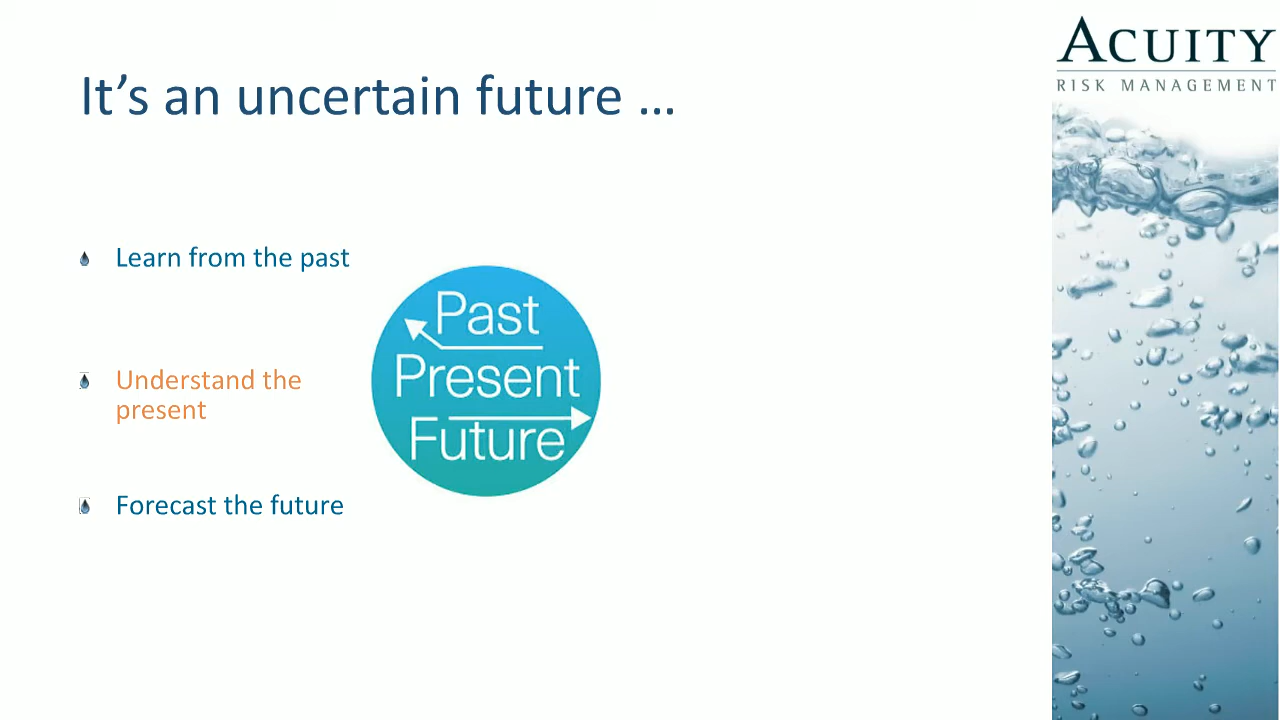 It’s an uncertain future …
Learn from the past
Understand the
present
Forecast the future
Past
Present
Future
ACUITY
RISK MANAGEMENT